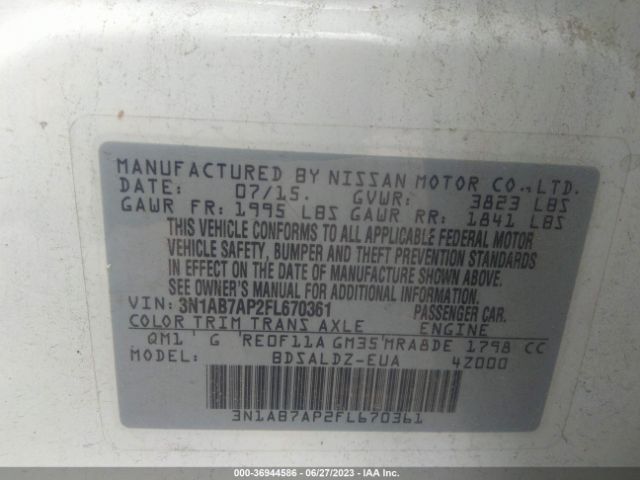 MANUFACTURED BY NISSAN MOTOR CO., LTD.
DATE: 07/15. GVWR: 3823 LBS
GAWR FR: 1995 LBS GAWR RR: 1841 LBS
THIS VEHICLE CONFORMS TO ALL APPLICABLE FEDERAL MOTOR
VEHICLE SAFETY, BUMPER AND THEFT PREVENTION STANDARDS
IN EFFECT ON THE DATE OF MANUFACTURE SHOWN ABOVE.
SEE OWNER'S MANUAL FOR ADDITIONAL INFORMATION
VIN: 3N1AB7AP2FL670361 PASSENGER CAR.
COLOR TRIM TRANS AXLE ENGINE
QM1 G RE0F11A GM35 MRA8DE 1798 CC
MODEL: BDSALDZ-EUA 4Z000
3N1AB7AP2FL670361
000-36944586 / 06/27/2023 - IAA Inc.